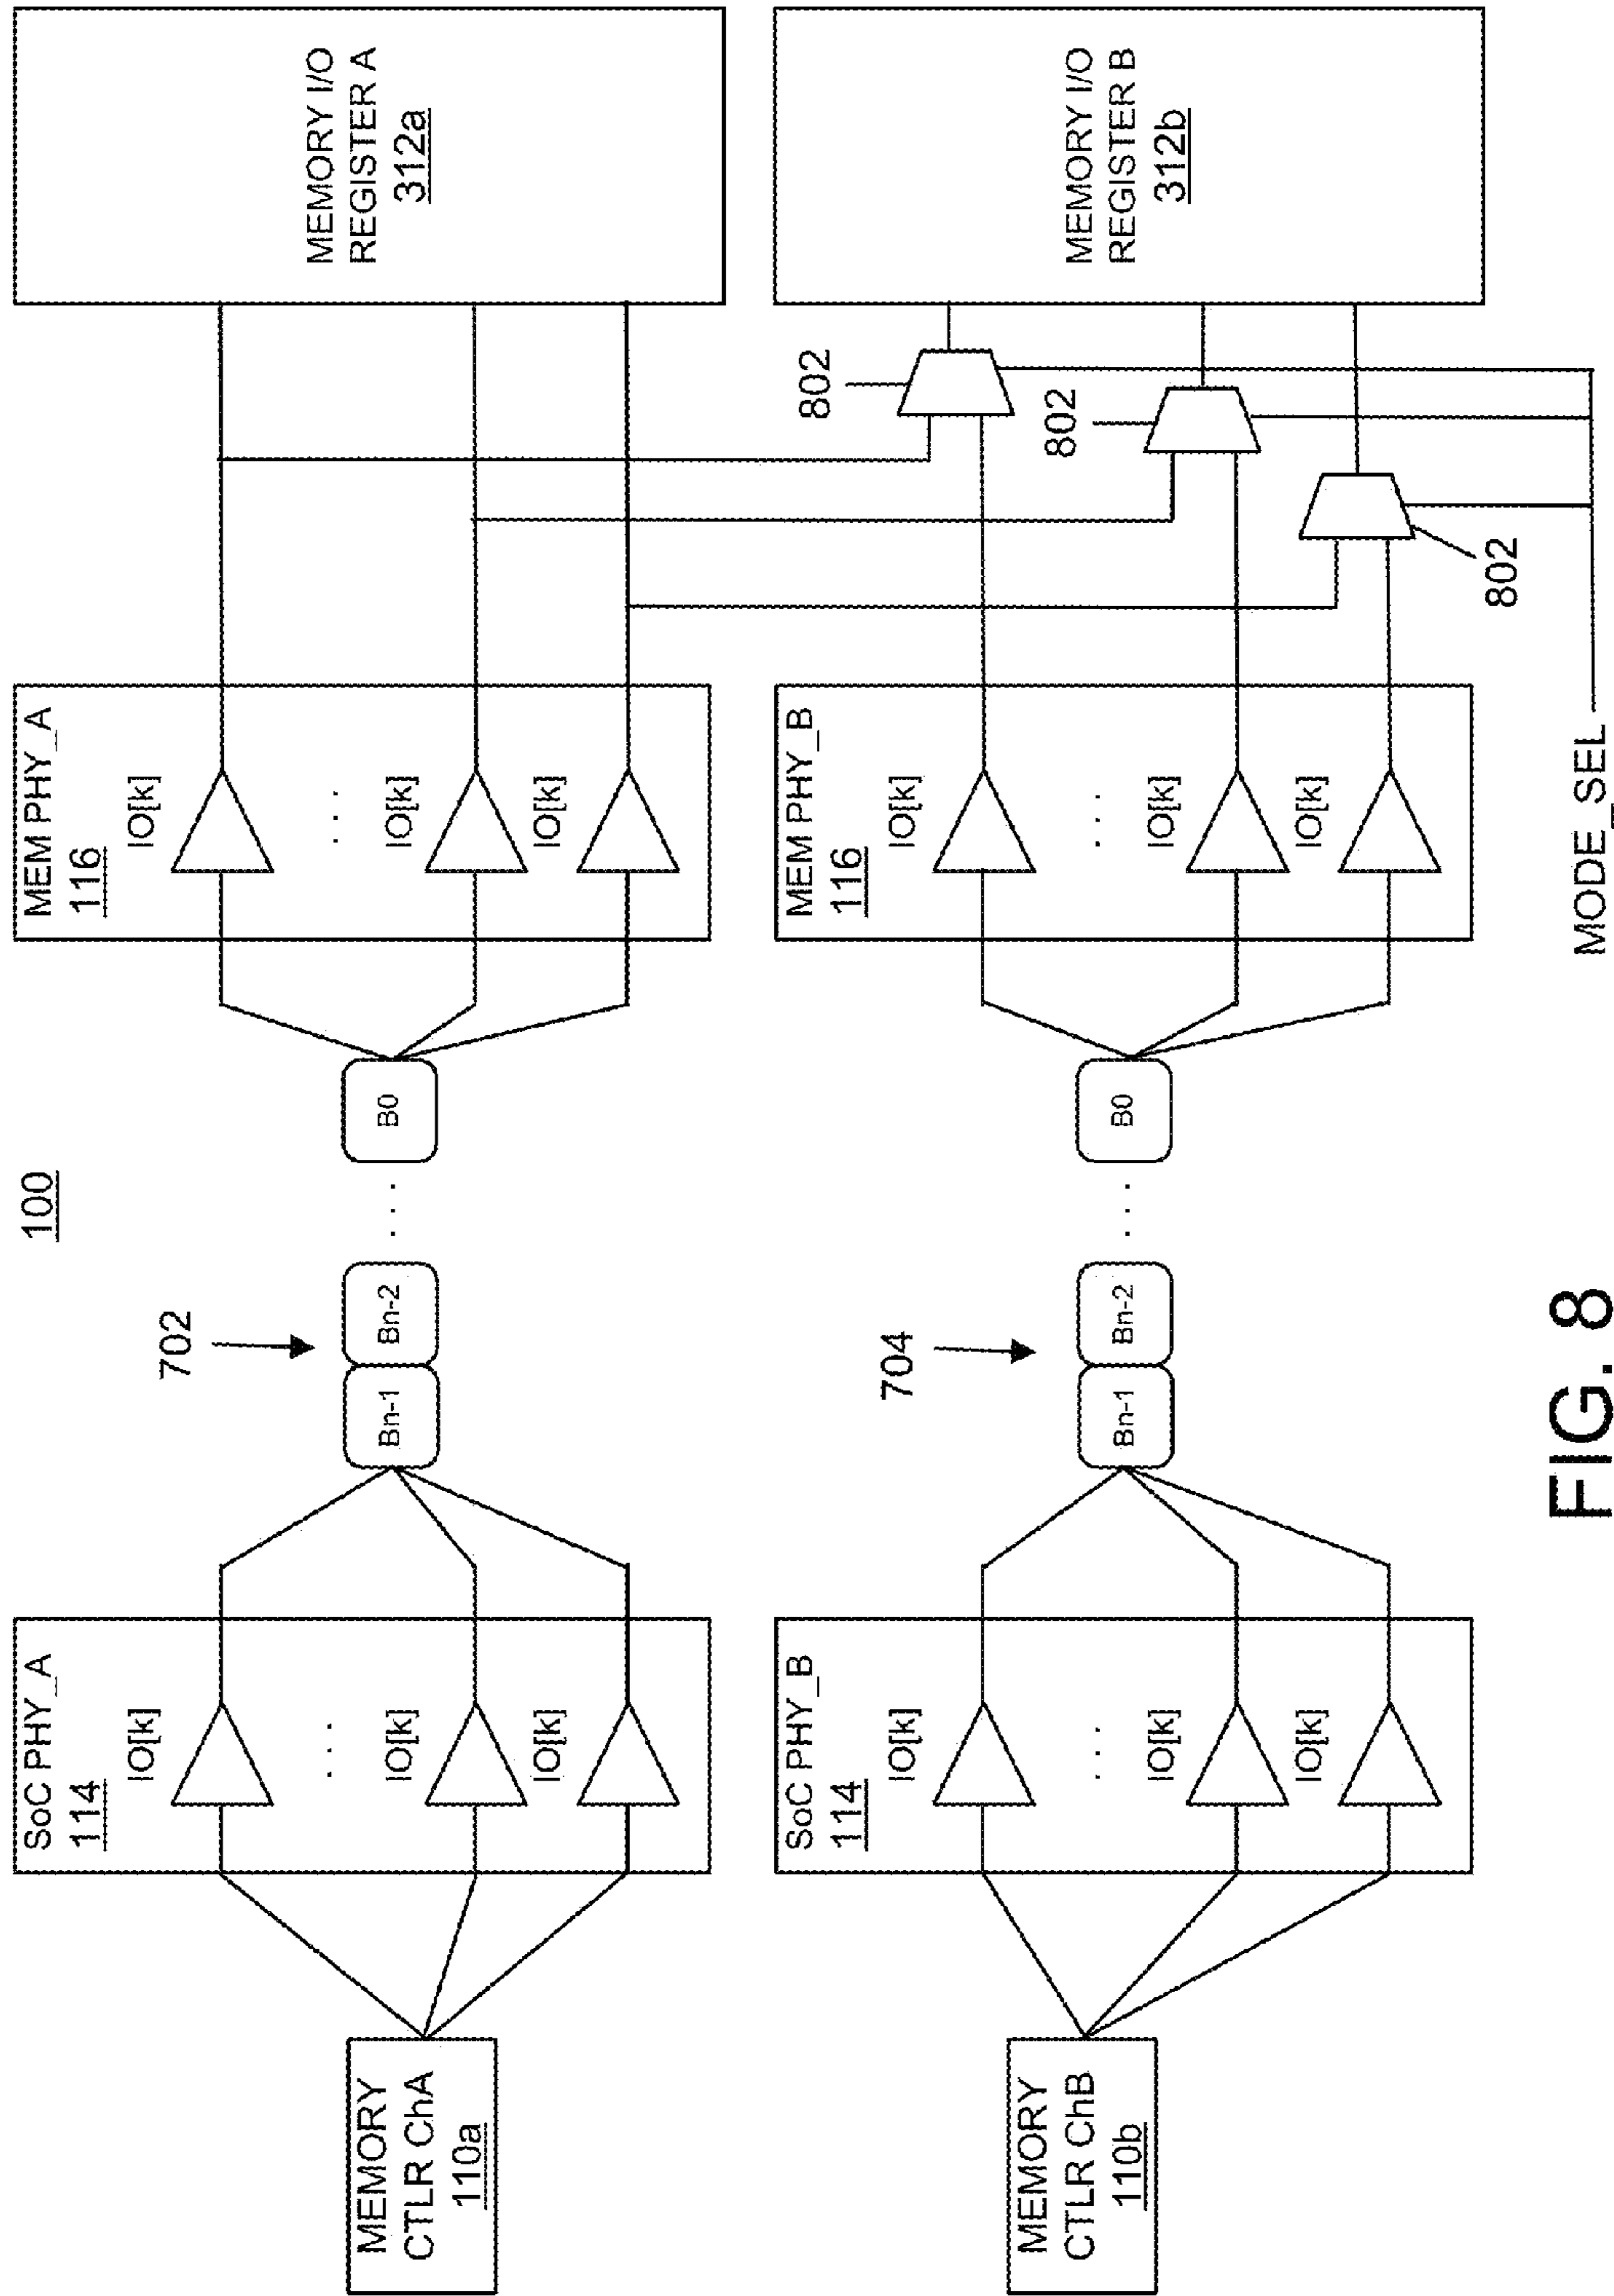 100
MEMORY
CTLR ChA
110a
SoC PHY_A
114
IO[k]
. . .
IO[k]
IO[k]
702
Bn-1
Bn-2
. . .
B0
MEM PHY_A
116
IO[k]
. . .
IO[k]
IO[k]
MEMORY I/O
REGISTER A
312a
MEMORY
CTLR ChB
110b
SoC PHY_B
114
IO[k]
. . .
IO[k]
IO[k]
704
Bn-1
Bn-2
. . .
B0
MEM PHY_B
116
IO[k]
. . .
IO[k]
IO[k]
802
802
802
MEMORY I/O
REGISTER B
312b
MODE_SEL
FIG. 8